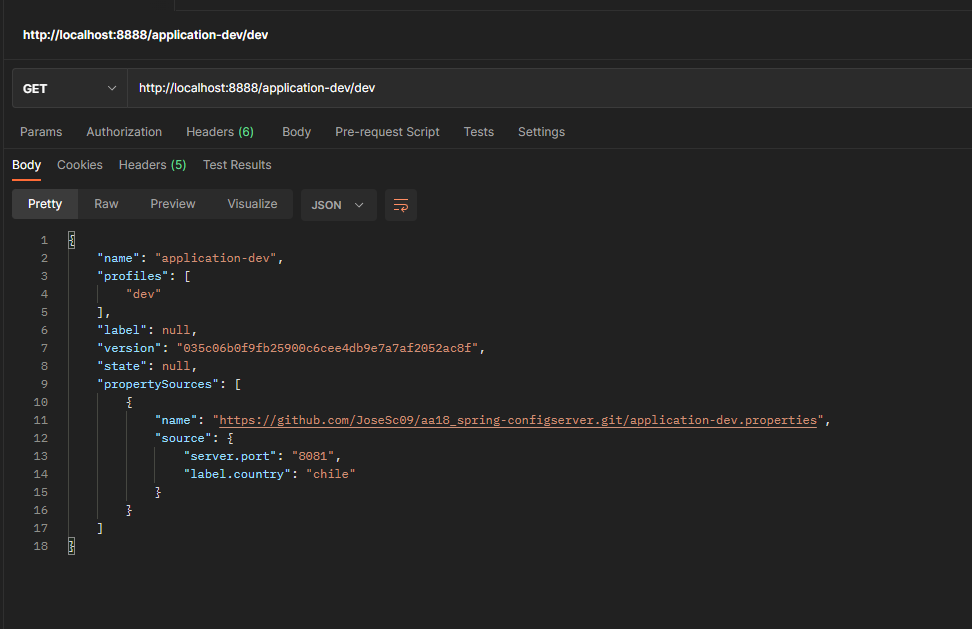 http://localhost:8888/application-dev/dev
GET http://localhost:8888/application-dev/dev
Params Authorization Headers (6) Body Pre-request Script Tests Settings
Body Cookies Headers (5) Test Results
Pretty Raw Preview Visualize JSON
1 {
2 "name": "application-dev",
3 "profiles": [
4 "dev"
5 ],
6 "label": null,
7 "version": "035c06b0f9fb25900c6cee4db9e7a7af2052ac8f",
8 "state": null,
9 "propertySources": [
10 {
11 "name": "https://github.com/JoseSc09/aa18_spring-configserver.git/application-dev.properties",
12 "source": {
13 "server.port": "8081",
14 "label.country": "chile"
15 }
16 }
17 ]
18 }